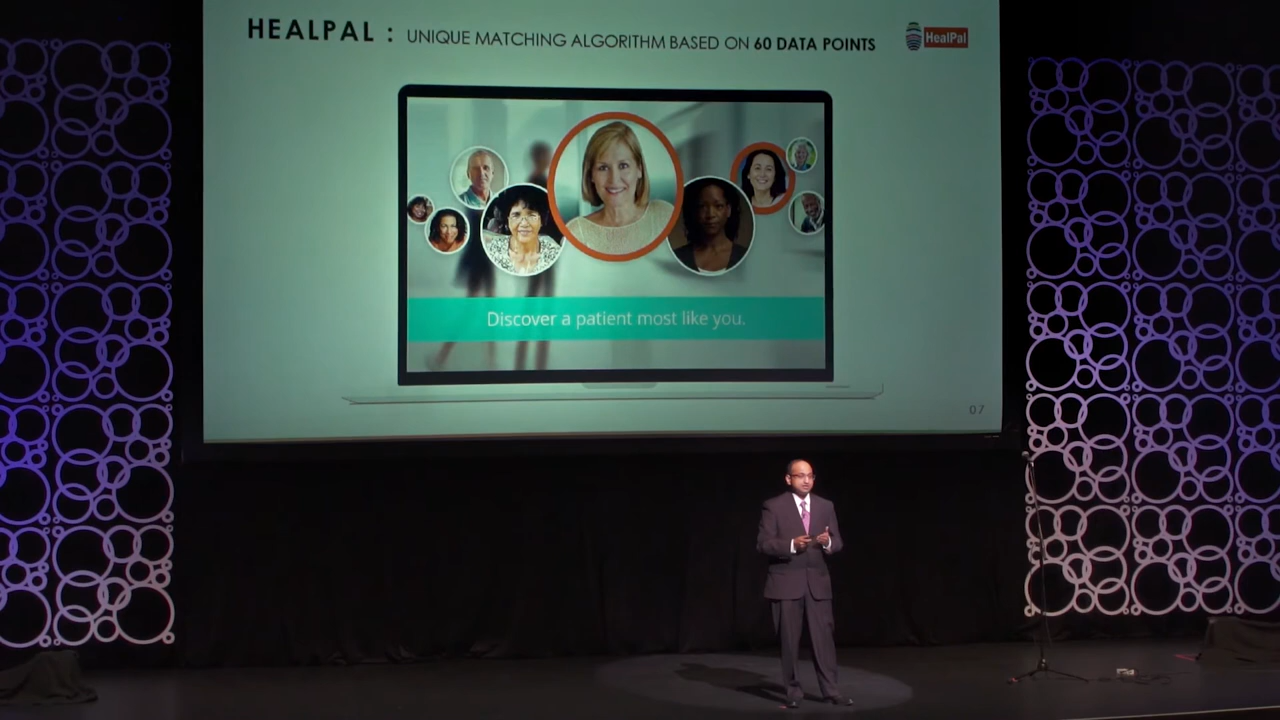 HEALPAL : UNIQUE MATCHING ALGORITHM BASED ON 60 DATA POINTS
HealPal
Discover a patient most like you.
07